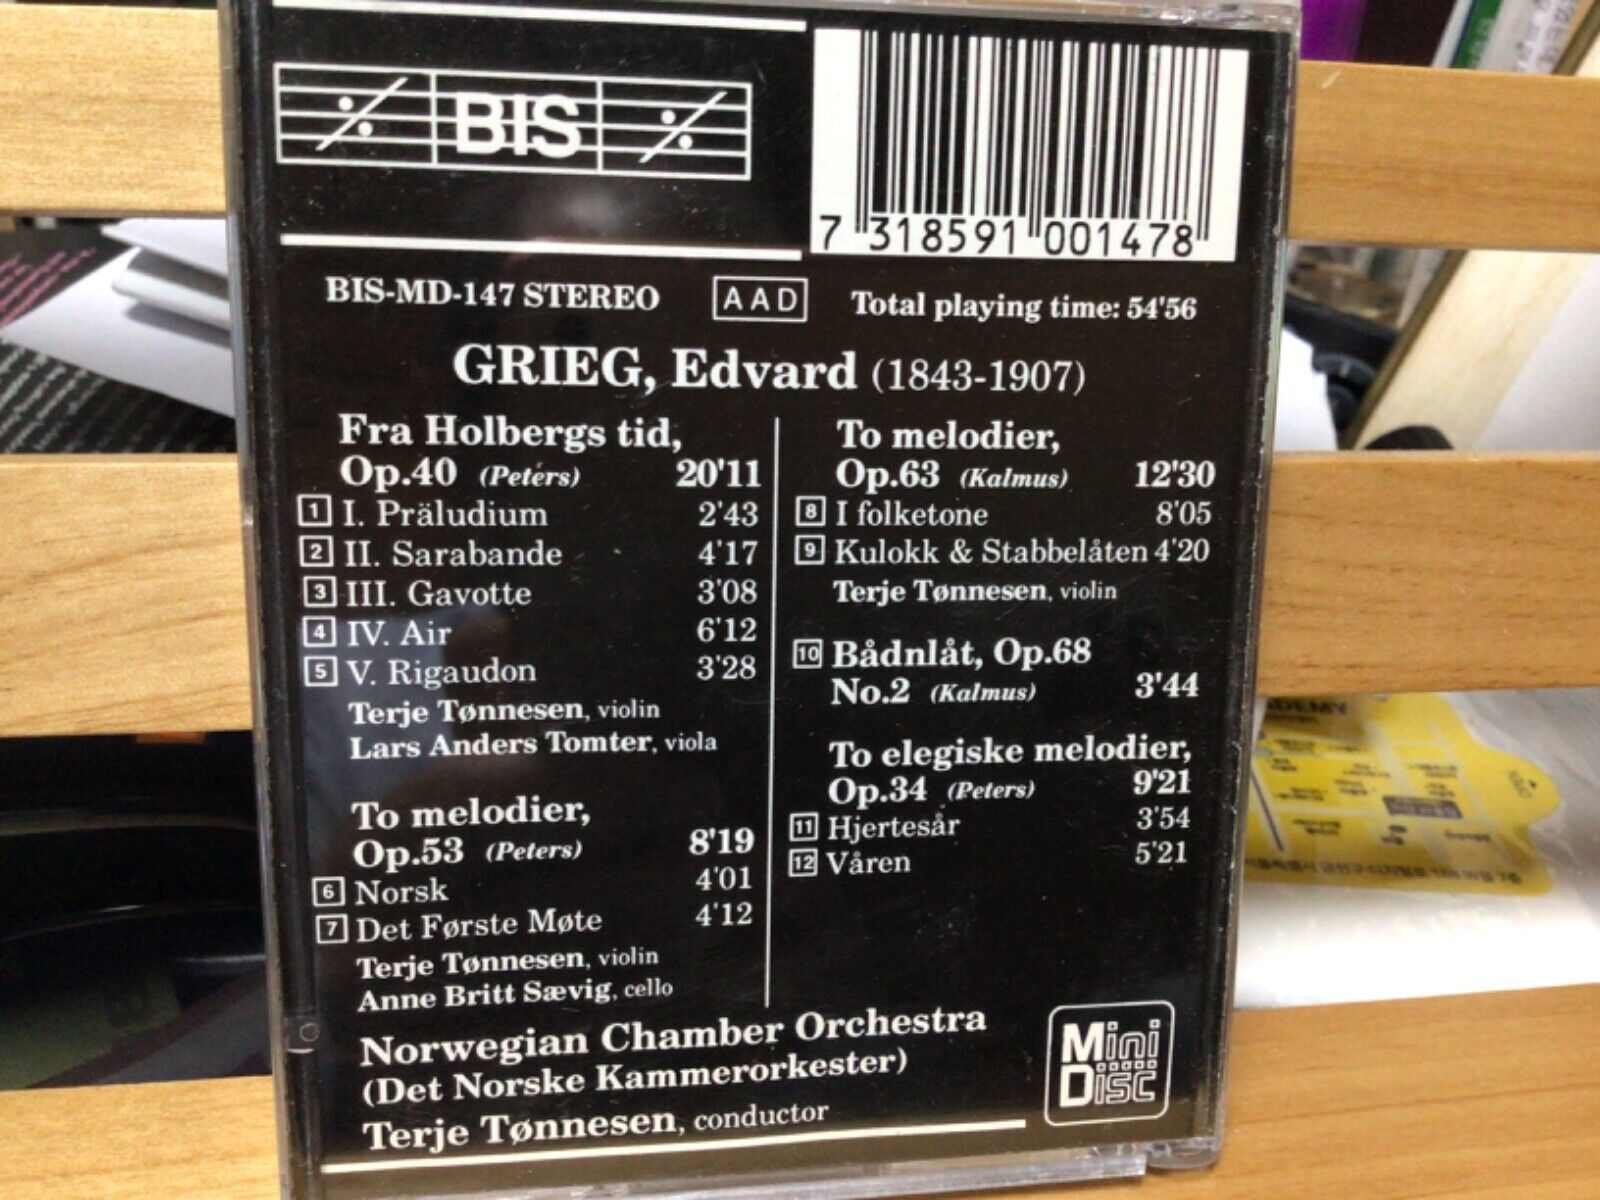 BIS
7 318591 001478
BIS-MD-147 STEREO AAD Total playing time: 54'56
GRIEG, Edvard (1843-1907)
Fra Holbergs tid,
Op.40 (Peters) 20'11
1 I. Präludium 2'43
2 II. Sarabande 4'17
3 III. Gavotte 3'08
4 IV. Air 6'12
5 V. Rigaudon 3'28
Terje Tønnesen, violin
Lars Anders Tomter, viola
To melodier,
Op.53 (Peters) 8'19
6 Norsk 4'01
7 Det Første Møte 4'12
Terje Tønnesen, violin
Anne Britt Sævig, cello
To melodier,
Op.63 (Kalmus) 12'30
8 I folketone 8'05
9 Kulokk & Stabbelåten 4'20
Terje Tønnesen, violin
10 Bådnlåt, Op.68
No.2 (Kalmus) 3'44
To elegiske melodier,
Op.34 (Peters) 9'21
11 Hjertesår 3'54
12 Våren 5'21
Norwegian Chamber Orchestra
(Det Norske Kammerorkester)
Terje Tønnesen, conductor
Mini
Disc